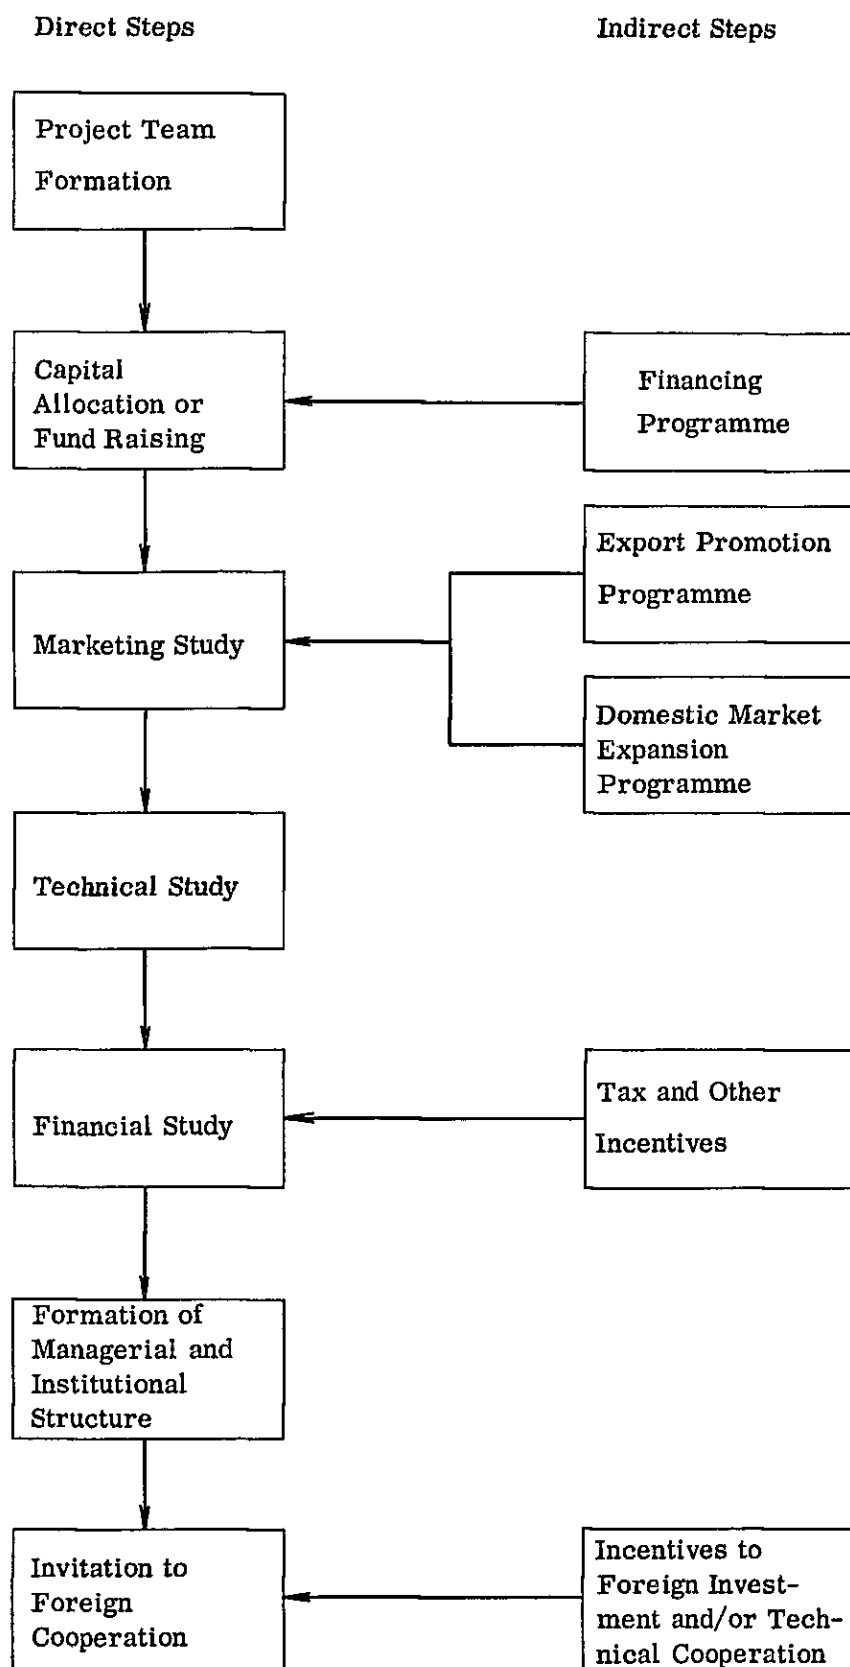 Direct Steps
Indirect Steps
Project Team
Formation
Capital
Allocation or
Fund Raising
Financing
Programme
Export Promotion
Programme
Marketing Study
Domestic Market
Expansion
Programme
Technical Study
Financial Study
Tax and Other
Incentives
Formation of
Managerial and
Institutional
Structure
Invitation to
Foreign
Cooperation
Incentives to
Foreign Invest-
ment and/or Tech-
nical Cooperation